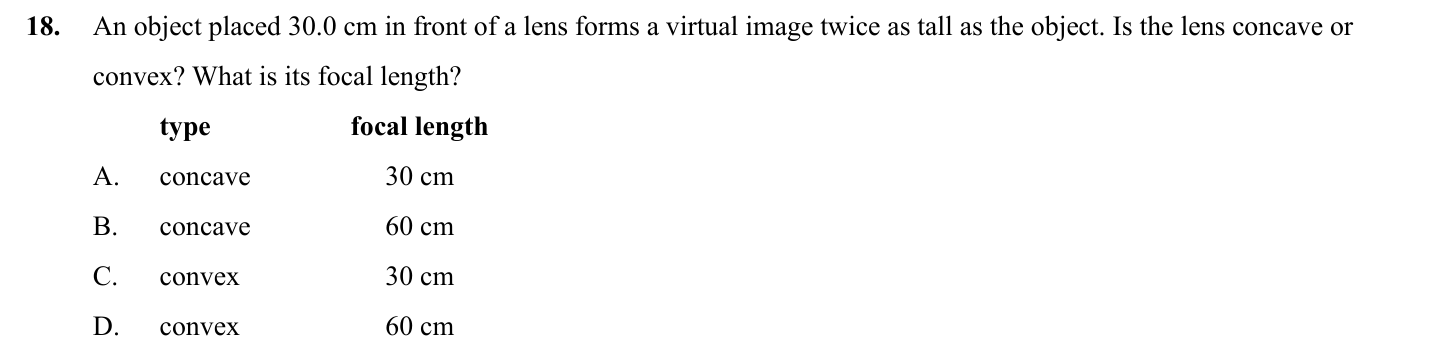 18. An object placed 30.0 cm in front of a lens forms a virtual image twice as tall as the object. Is the lens concave or
convex? What is its focal length?
type focal length
A. concave 30 cm
B. concave 60 cm
C. convex 30 cm
D. convex 60 cm